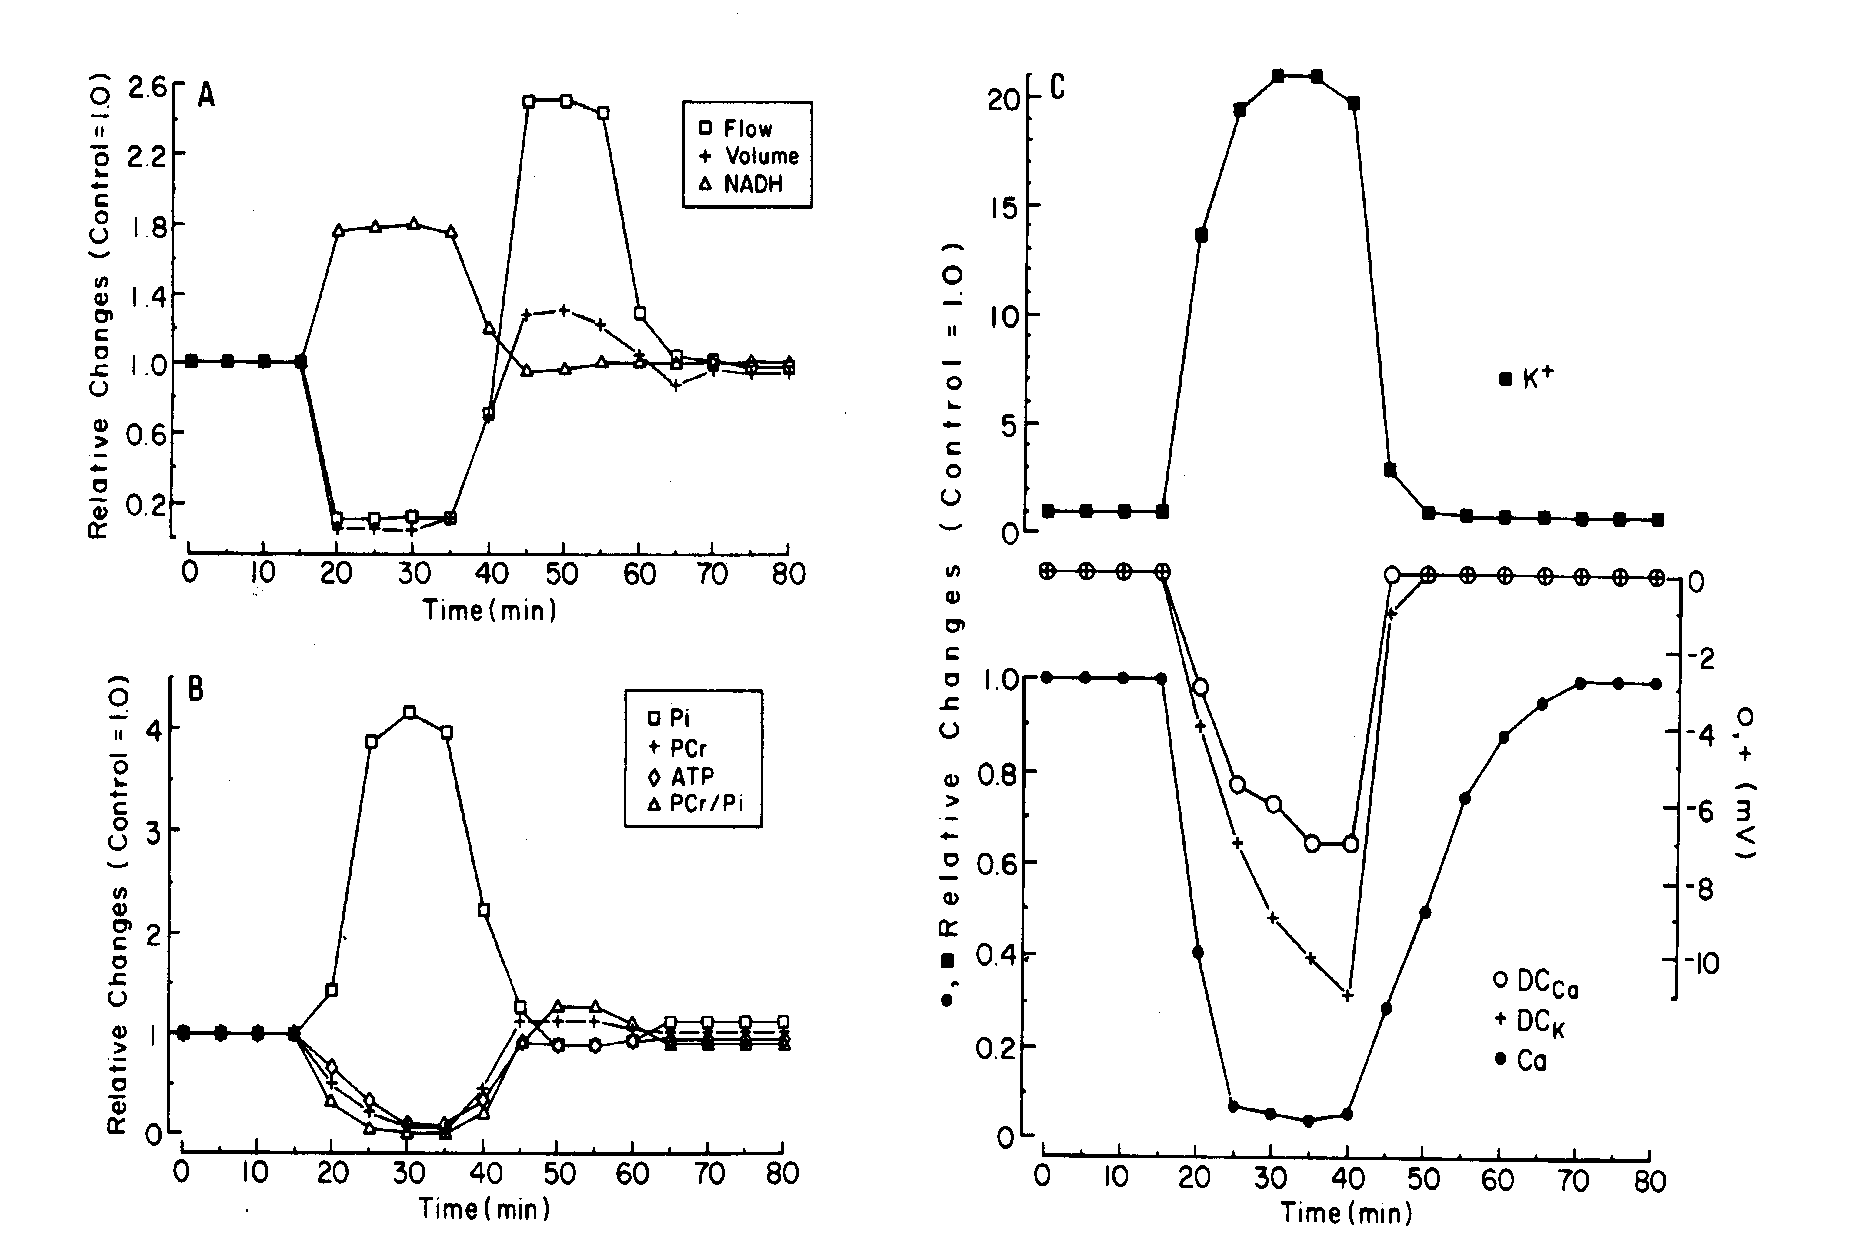 A
Relative Changes (Control = 1.0)
2.6
2.2
1.8
1.4
1.0
0.6
0.2
Flow
+ Volume
NADH
0 10 20 30 40 50 60 70 80
Time (min)
B
Relative Changes (Control = 1.0)
4
3
2
1
0
Pi
+ PCr
ATP
PCr/Pi
0 10 20 30 40 50 60 70 80
Time (min)
C
●, ■ Relative Changes (Control = 1.0)
20
15
10
5
0
K+
1.0
0.8
0.6
0.4
0.2
0
0
-2
-4
-6
-8
-10
O, + (mV)
DCCa
+ DCK
Ca
0 10 20 30 40 50 60 70 80
Time (min)